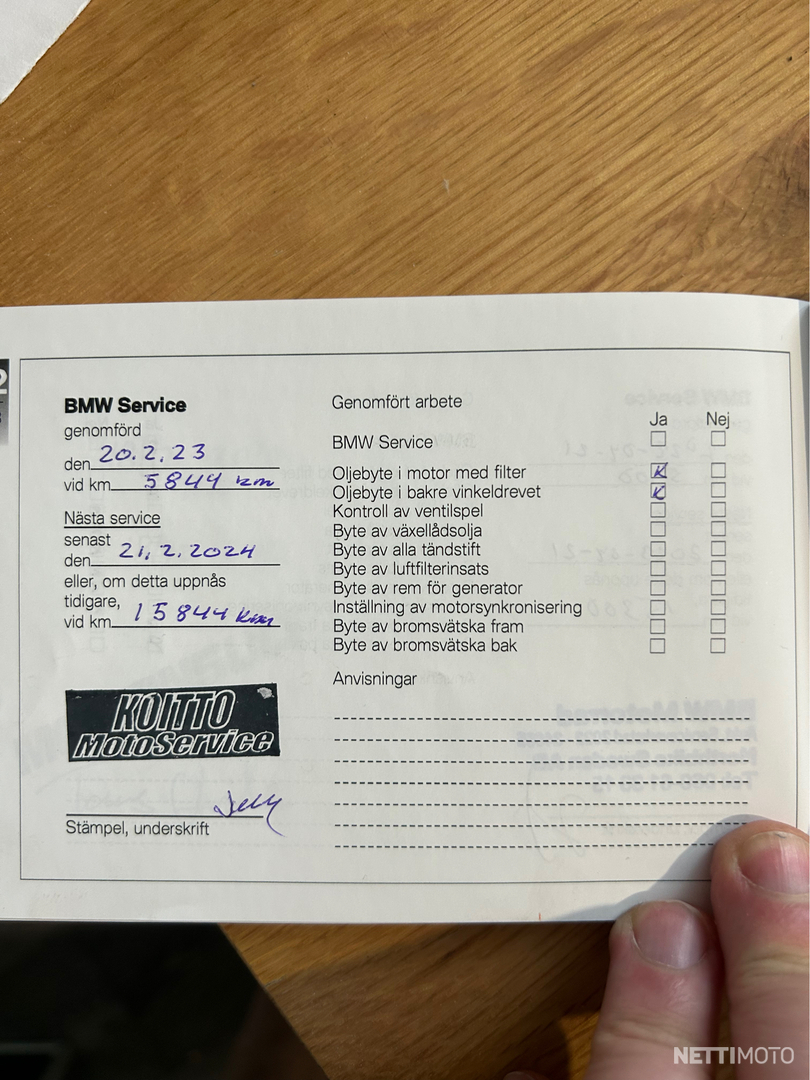 BMW Service
genomförd
den 20.2.23
vid km 5844 km
Nästa service
senast
den 21.2.2024
eller, om detta uppnås
tidigare,
vid km 15844 km
KOITTO
MotoService
Stämpel, underskrift
Genomfört arbete
Ja Nej
BMW Service
Oljebyte i motor med filter K
Oljebyte i bakre vinkeldrevet K
Kontroll av ventilspel
Byte av växellådsolja
Byte av alla tändstift
Byte av luftfilterinsats
Byte av rem för generator
Inställning av motorsynkronisering
Byte av bromsvätska fram
Byte av bromsvätska bak
Anvisningar
NETTIMOTO